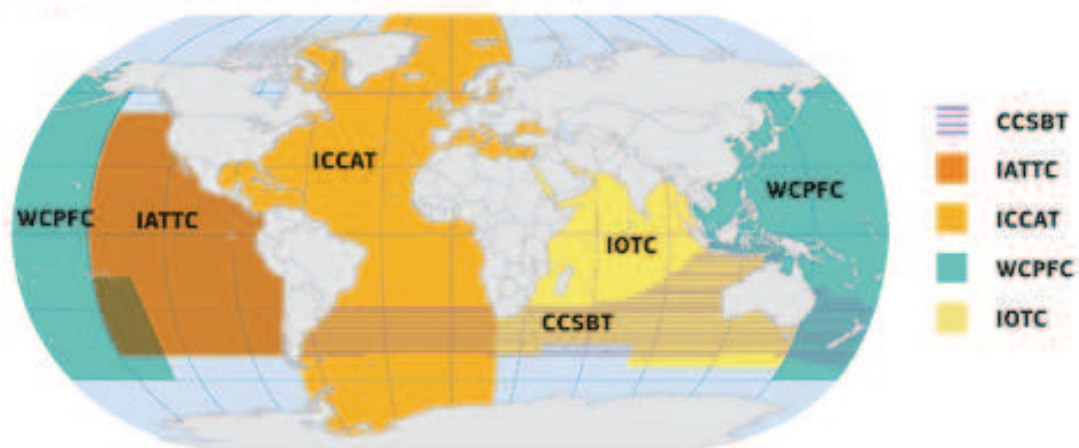 ICCAT
WCPFC
IATTC
IOTC
WCPFC
CCSBT
CCSBT
IATTC
ICCAT
WCPFC
IOTC